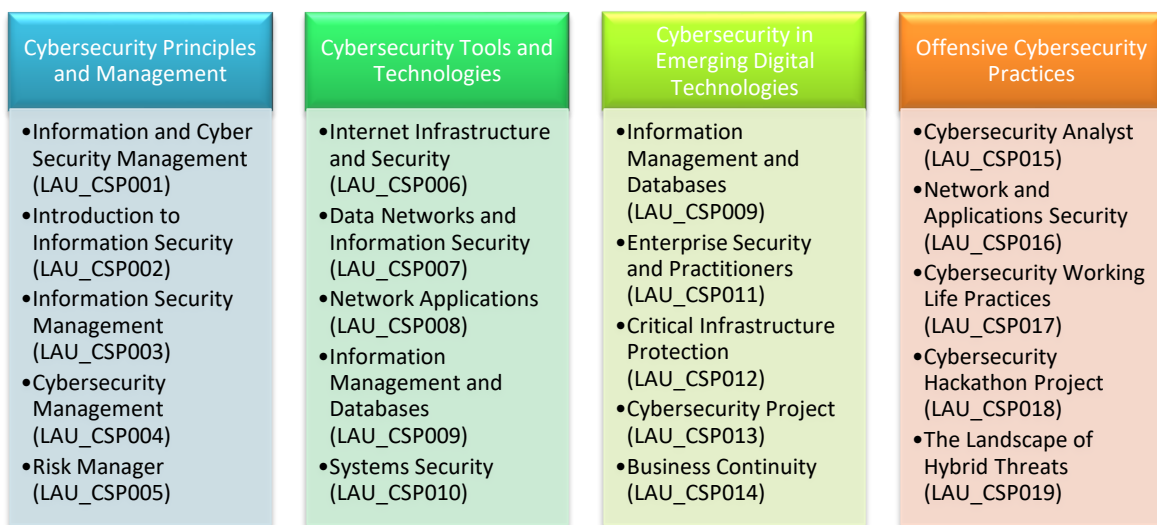 Cybersecurity Principles
and Management
•Information and Cyber
Security Management
(LAU_CSP001)
•Introduction to
Information Security
(LAU_CSP002)
•Information Security
Management
(LAU_CSP003)
•Cybersecurity
Management
(LAU_CSP004)
•Risk Manager
(LAU_CSP005)
Cybersecurity Tools and
Technologies
•Internet Infrastructure
and Security
(LAU_CSP006)
•Data Networks and
Information Security
(LAU_CSP007)
•Network Applications
(LAU_CSP008)
•Information
Management and
Databases
(LAU_CSP009)
•Systems Security
(LAU_CSP010)
Cybersecurity in
Emerging Digital
Technologies
•Information
Management and
Databases
(LAU_CSP009)
•Enterprise Security
and Practitioners
(LAU_CSP011)
•Critical Infrastructure
Protection
(LAU_CSP012)
•Cybersecurity Project
(LAU_CSP013)
•Business Continuity
(LAU_CSP014)
Offensive Cybersecurity
Practices
•Cybersecurity Analyst
(LAU_CSP015)
•Network and
Applications Security
(LAU_CSP016)
•Cybersecurity Working
Life Practices
(LAU_CSP017)
•Cybersecurity
Hackathon Project
(LAU_CSP018)
•The Landscape of
Hybrid Threats
(LAU_CSP019)